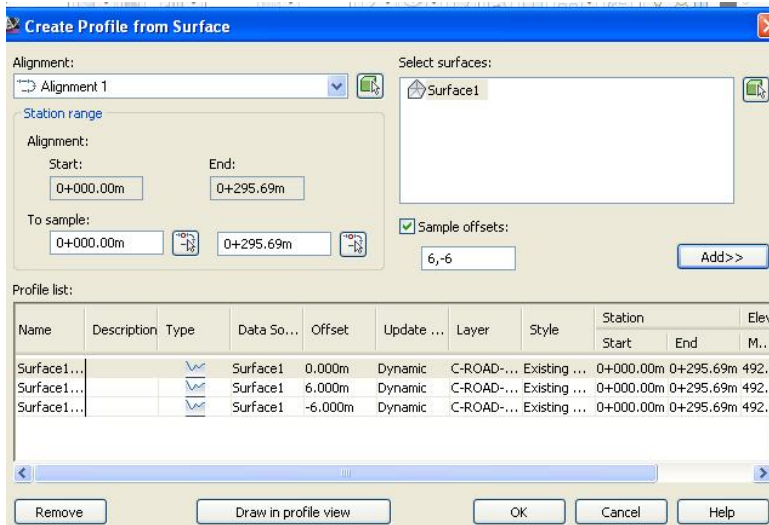 Create Profile from Surface
Alignment:
Alignment 1
Select surfaces:
Surface1
Station range
Alignment:
Start: End:
0+000.00m 0+295.69m
To sample:
0+000.00m 0+295.69m
Sample offsets:
6,-6
Add>>
Profile list:
Name Description Type Data So... Offset Update ... Layer Style Station Elev
Start End M...
Surface1... Surface1 0.000m Dynamic C-ROAD-... Existing ... 0+000.00m 0+295.69m 492.
Surface1... Surface1 6.000m Dynamic C-ROAD-... Existing ... 0+000.00m 0+295.69m 492.
Surface1... Surface1 -6.000m Dynamic C-ROAD-... Existing ... 0+000.00m 0+295.69m 492.
Remove Draw in profile view OK Cancel Help